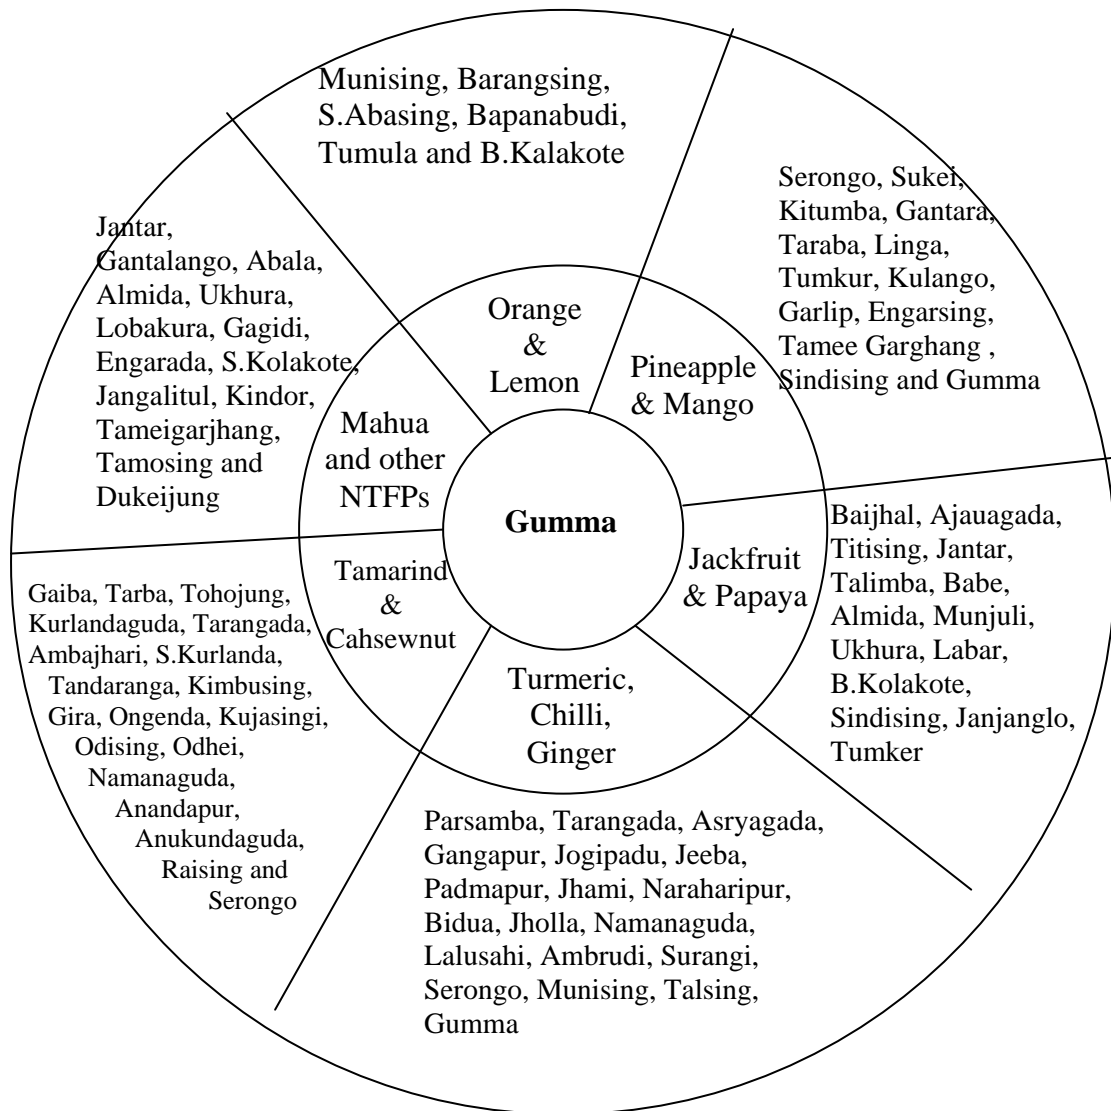 Munising, Barangsing,
S.Abasing, Bapanabudi,
Tumula and B.Kalakote
Serongo, Sukei,
Kitumba, Gantara,
Taraba, Linga,
Tumkur, Kulango,
Garlip, Engarsing,
Tamee Garghang ,
Sindising and Gumma
Jantar,
Gantalango, Abala,
Almida, Ukhura,
Lobakura, Gagidi,
Engarada, S.Kolakote,
Jangalitul, Kindor,
Tameigarjhang,
Tamosing and
Dukeijung
Orange
&
Lemon
Pineapple
& Mango
Mahua
and other
NTFPs
Gumma
Jackfruit
& Papaya
Baijhal, Ajauagada,
Titising, Jantar,
Talimba, Babe,
Almida, Munjuli,
Ukhura, Labar,
B.Kolakote,
Sindising, Janjanglo,
Tumker
Tamarind
&
Cahsewnut
Turmeric,
Chilli,
Ginger
Gaiba, Tarba, Tohojung,
Kurlandaguda, Tarangada,
Ambajhari, S.Kurlanda,
Tandaranga, Kimbusing,
Gira, Ongenda, Kujasingi,
Odising, Odhei,
Namanaguda,
Anandapur,
Anukundaguda,
Raising and
Serongo
Parsamba, Tarangada, Asryagada,
Gangapur, Jogipadu, Jeeba,
Padmapur, Jhami, Naraharipur,
Bidua, Jholla, Namanaguda,
Lalusahi, Ambrudi, Surangi,
Serongo, Munising, Talsing,
Gumma